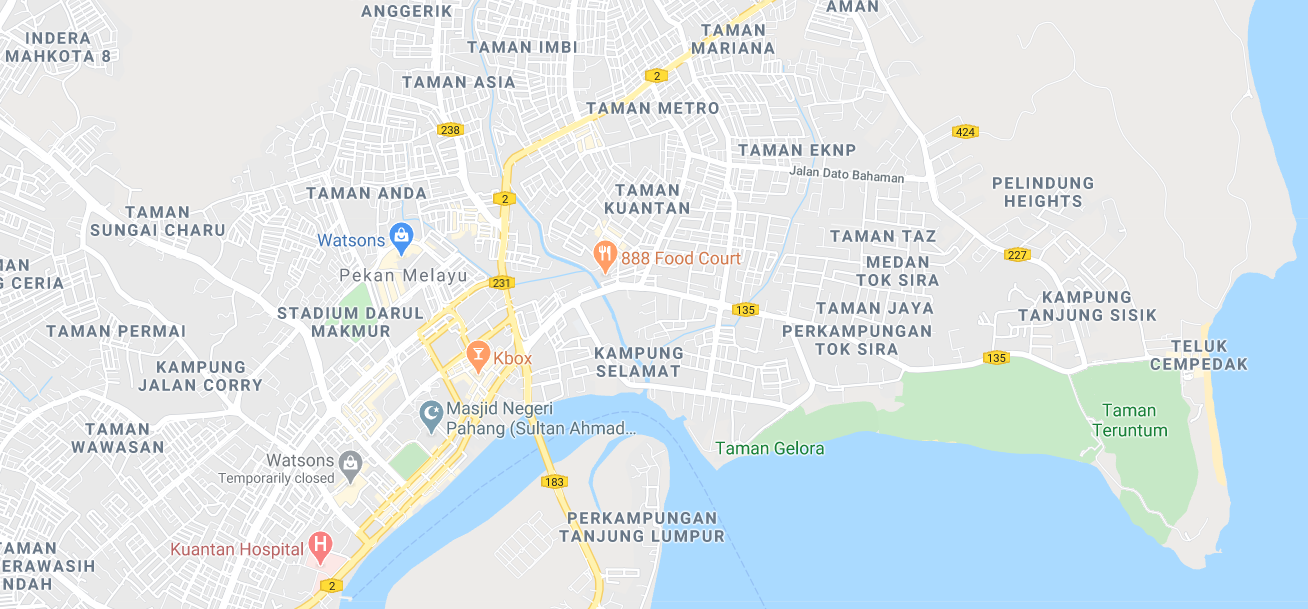 ANGGERIK
AMAN
INDERA
MAHKOTA 8
TAMAN IMBI
TAMAN
MARIANA
TAMAN ASIA
2
TAMAN METRO
238
424
TAMAN EKNP
Jalan Dato Bahaman
TAMAN ANDA
2
TAMAN
KUANTAN
PELINDUNG
HEIGHTS
TAMAN
SUNGAI CHARU
Watsons
TAMAN TAZ
888 Food Court
227
MEDAN
TOK SIRA
MAN
G CERIA
Pekan Melayu
231
KAMPUNG
TANJUNG SISIK
STADIUM DARUL
MAKMUR
135
TAMAN JAYA
TAMAN PERMAI
PERKAMPUNGAN
TOK SIRA
KAMPUNG
JALAN CORRY
Kbox
KAMPUNG
SELAMAT
135
TELUK
CEMPEDAK
Masjid Negeri
Pahang (Sultan Ahmad...
Taman
Teruntum
TAMAN
WAWASAN
Taman Gelora
Watsons
Temporarily closed
183
PERKAMPUNGAN
TANJUNG LUMPUR
Kuantan Hospital
H
TAMAN
ERAWASIH
NDAH
2